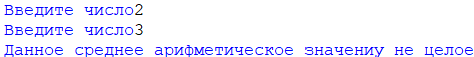 Введите число2
Введите число3
Данное среднее арифметическое значениу не целое